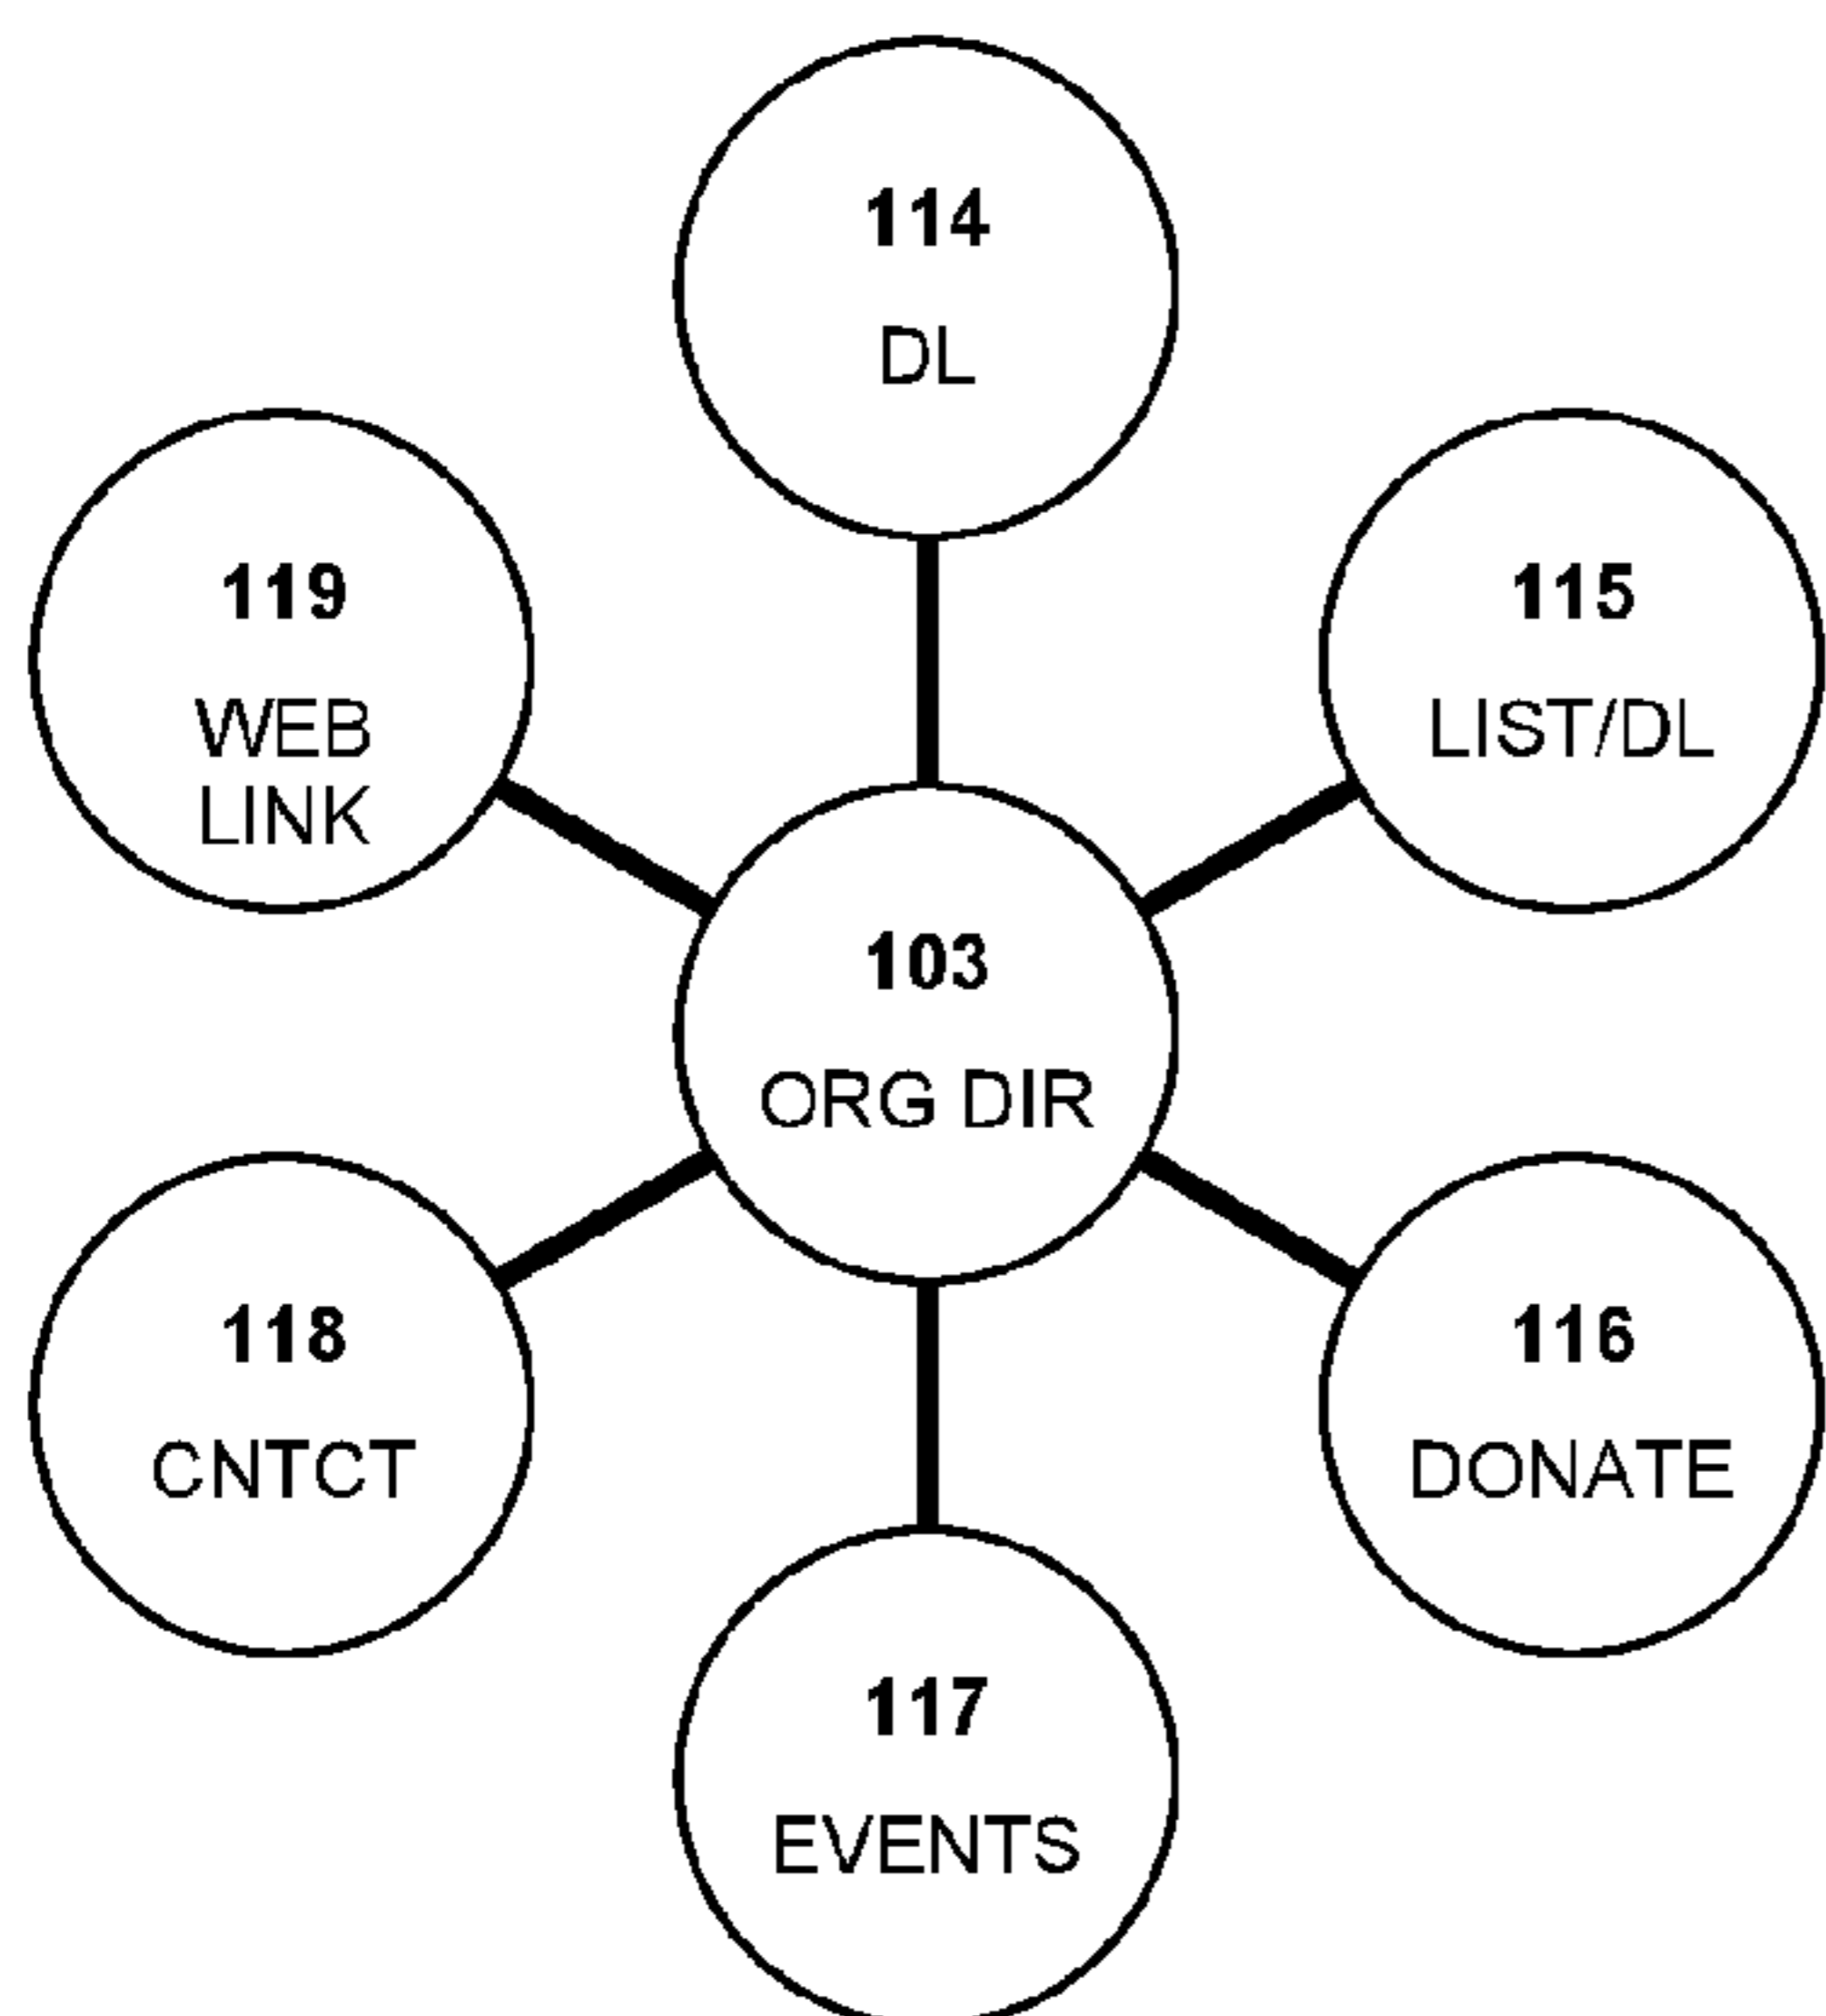 114
DL
119
WEB
LINK
115
LIST/DL
103
ORG DIR
118
CNTCT
116
DONATE
117
EVENTS